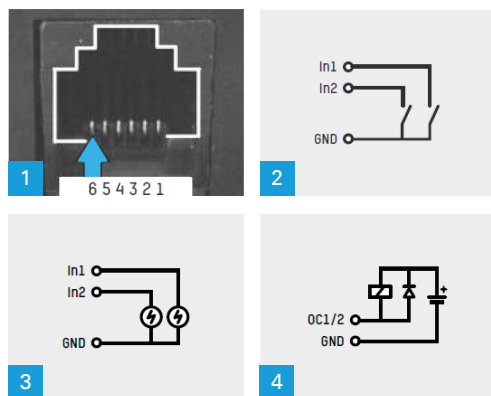 6 5 4 3 2 1
1
In1
In2
GND
2
In1
In2
GND
3
+
OC1/2
GND
4